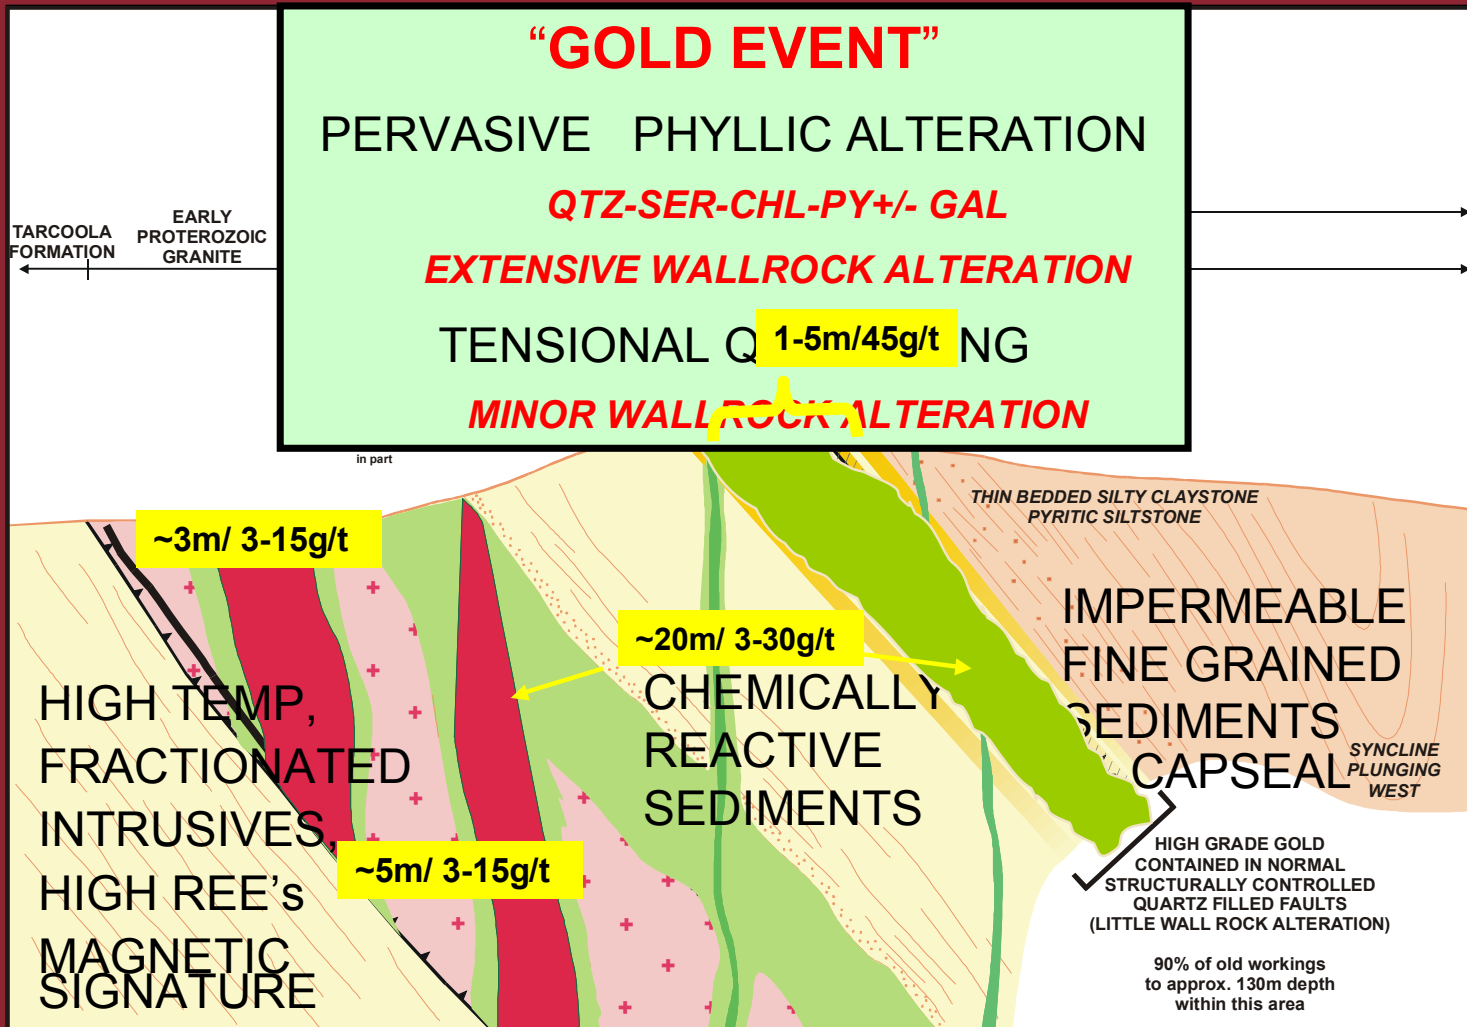 “GOLD EVENT”
PERVASIVE PHYLLIC ALTERATION
QTZ-SER-CHL-PY+/- GAL
EXTENSIVE WALLROCK ALTERATION
TENSIONAL Q
NG
1-5m/45g/t
MINOR WALLROCK ALTERATION
TARCOOLA
FORMATION
EARLY
PROTEROZOIC
GRANITE
in part
THIN BEDDED SILTY CLAYSTONE
PYRITIC SILTSTONE
~3m/ 3-15g/t
~20m/ 3-30g/t
~5m/ 3-15g/t
HIGH TEMP,
FRACTIONATED
INTRUSIVES,
HIGH REE’s
MAGNETIC
SIGNATURE
CHEMICALLY
REACTIVE
SEDIMENTS
IMPERMEABLE
FINE GRAINED
SEDIMENTS
CAPSEAL
SYNCLINE
PLUNGING
WEST
HIGH GRADE GOLD
CONTAINED IN NORMAL
STRUCTURALLY CONTROLLED
QUARTZ FILLED FAULTS
(LITTLE WALL ROCK ALTERATION)
90% of old workings
to approx. 130m depth
within this area